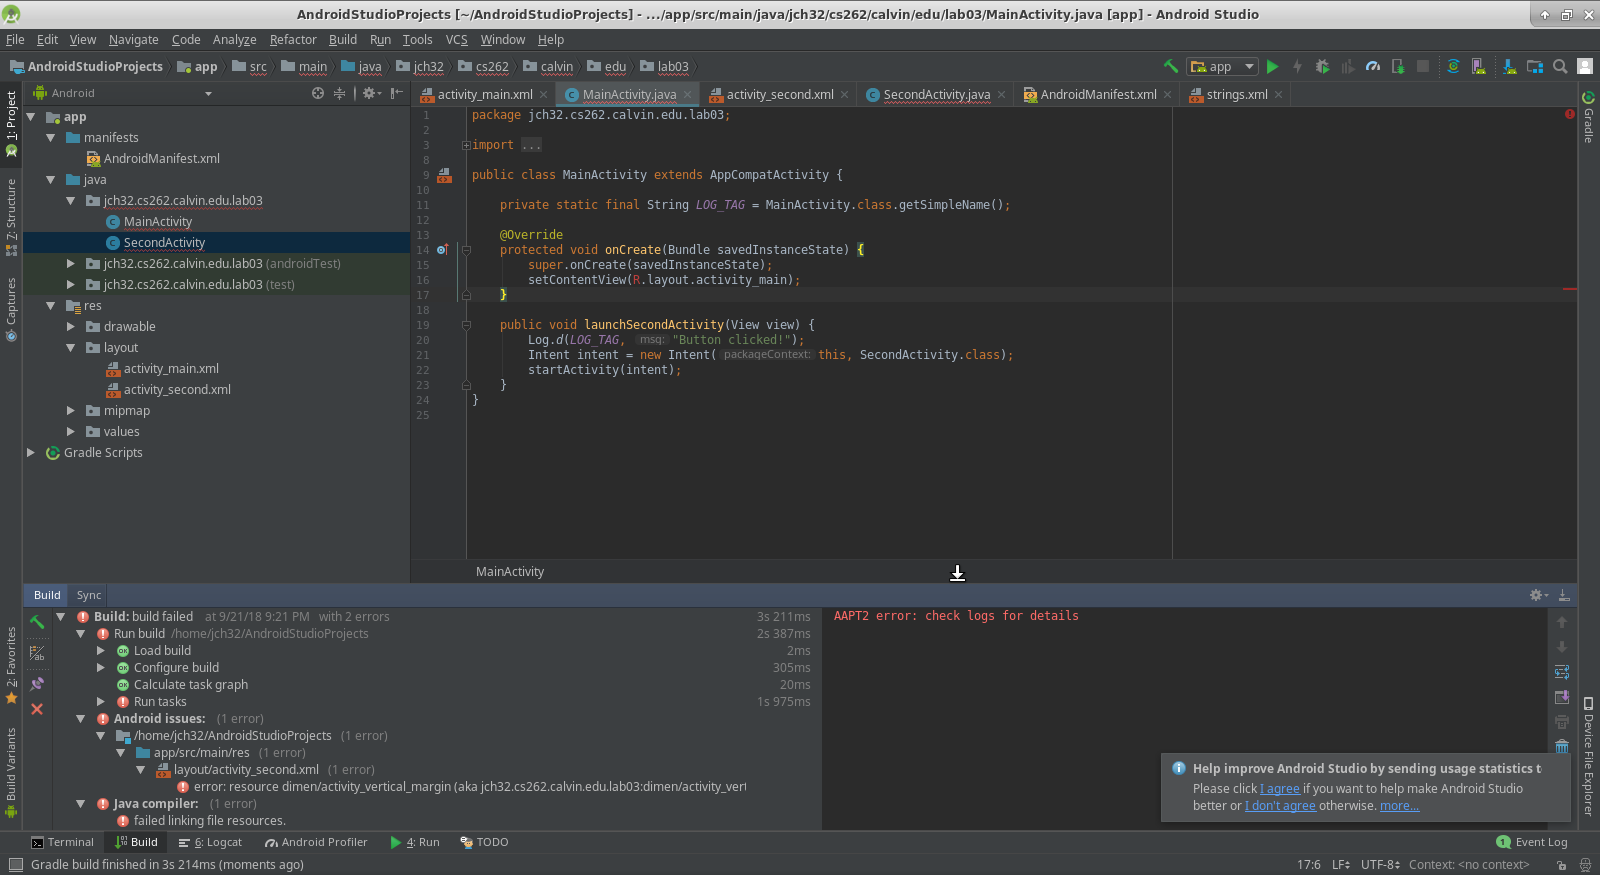 AndroidStudioProjects [~/AndroidStudioProjects] - .../app/src/main/java/jch32/cs262/calvin/edu/lab03/MainActivity.java [app] - Android Studio
File Edit View Navigate Code Analyze Refactor Build Run Tools VCS Window Help
AndroidStudioProjects app src main java jch32 cs262 calvin edu lab03 app
1: Project
7: Structure
Captures
2: Favorites
Build Variants
Android
app
manifests
AndroidManifest.xml
java
jch32.cs262.calvin.edu.lab03
MainActivity
SecondActivity
jch32.cs262.calvin.edu.lab03 (androidTest)
jch32.cs262.calvin.edu.lab03 (test)
res
drawable
layout
activity_main.xml
activity_second.xml
mipmap
values
Gradle Scripts
activity_main.xml MainActivity.java activity_second.xml SecondActivity.java AndroidManifest.xml strings.xml
1 package jch32.cs262.calvin.edu.lab03;
2
3 import ...
8
9 public class MainActivity extends AppCompatActivity {
10
11 private static final String LOG_TAG = MainActivity.class.getSimpleName();
12
13 @Override
14 protected void onCreate(Bundle savedInstanceState) {
15 super.onCreate(savedInstanceState);
16 setContentView(R.layout.activity_main);
17 }
18
19 public void launchSecondActivity(View view) {
20 Log.d(LOG_TAG, msg: "Button clicked!");
21 Intent intent = new Intent( packageContext: this, SecondActivity.class);
22 startActivity(intent);
23 }
24 }
25
MainActivity
Gradle
Device File Explorer
Build Sync
Build: build failed at 9/21/18 9:21 PM with 2 errors 3s 211ms
Run build /home/jch32/AndroidStudioProjects 2s 387ms
Load build 2ms
Configure build 305ms
Calculate task graph 20ms
Run tasks 1s 975ms
Android issues: (1 error)
/home/jch32/AndroidStudioProjects (1 error)
app/src/main/res (1 error)
layout/activity_second.xml (1 error)
error: resource dimen/activity_vertical_margin (aka jch32.cs262.calvin.edu.lab03:dimen/activity_vert
Java compiler: (1 error)
failed linking file resources.
AAPT2 error: check logs for details
Help improve Android Studio by sending usage statistics t
Please click I agree if you want to help make Android Studio
better or I don't agree otherwise. more...
Terminal Build 6: Logcat Android Profiler 4: Run TODO 1 Event Log
Gradle build finished in 3s 214ms (moments ago) 17:6 LF UTF-8 Context: <no context>